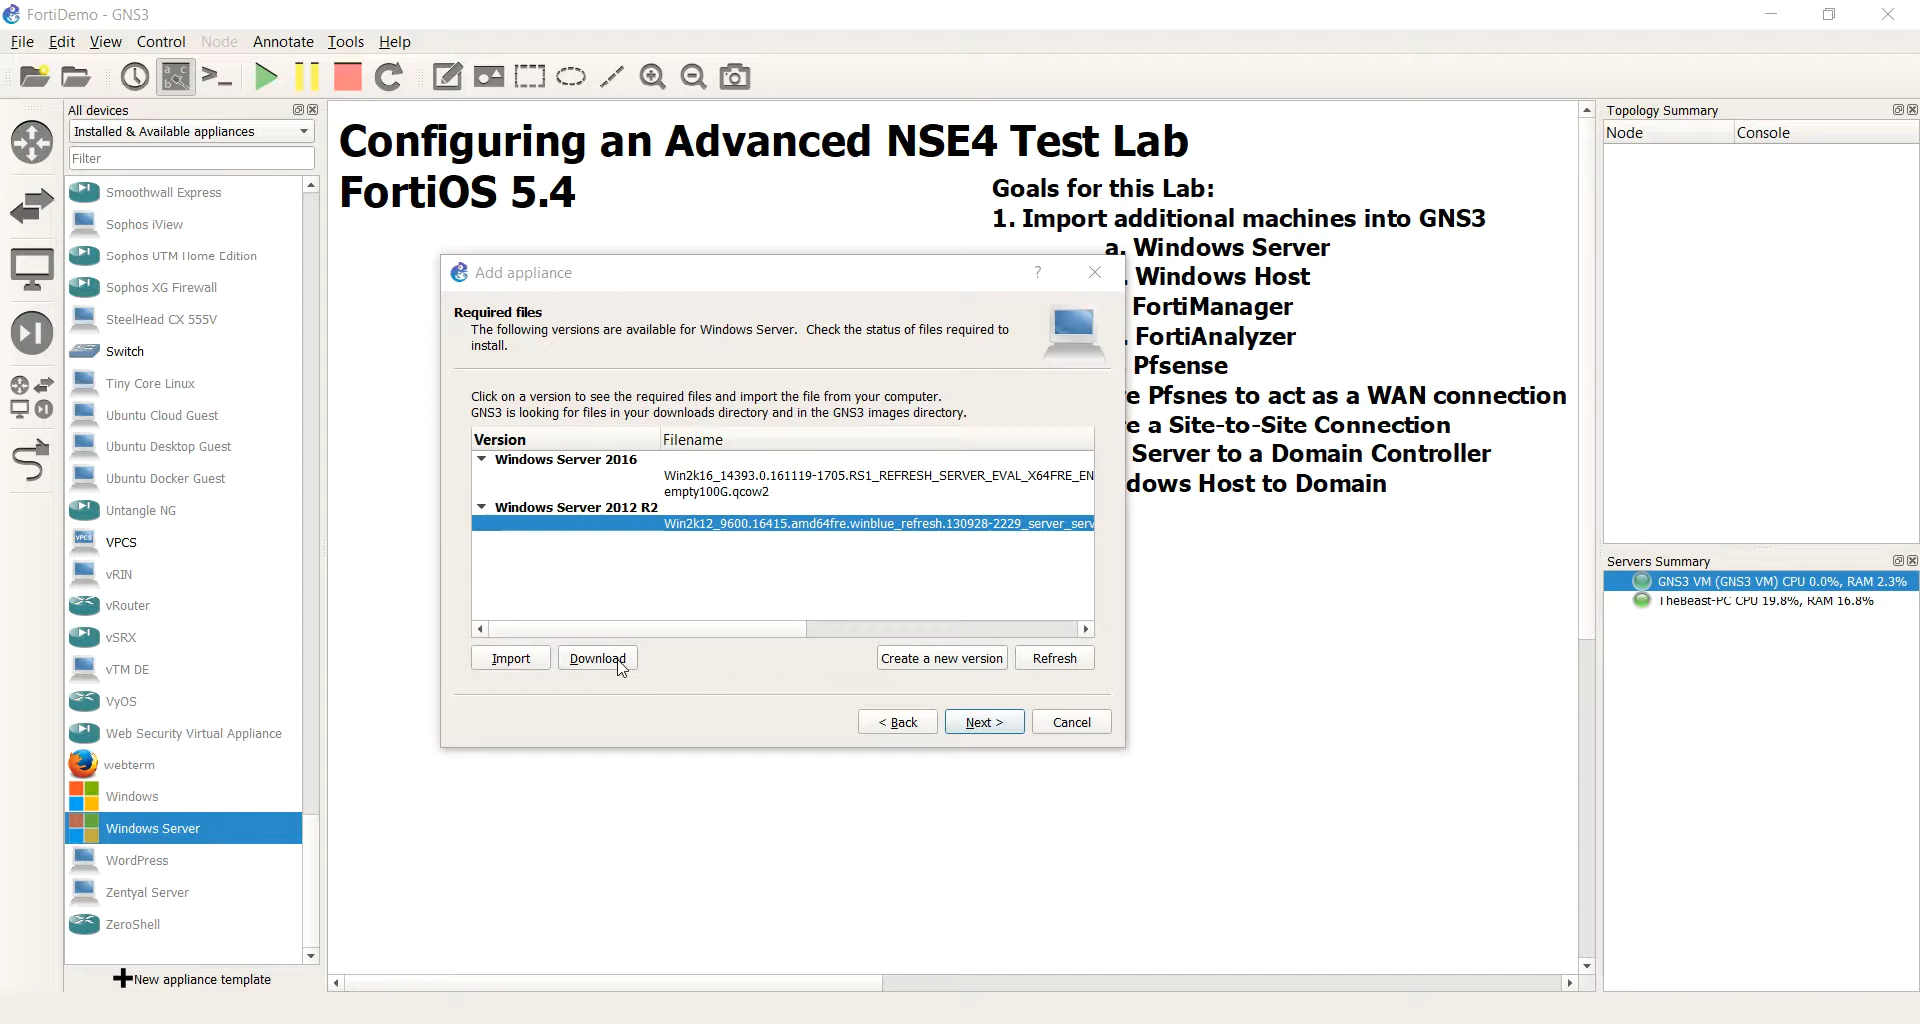 FortiDemo - GNS3
File Edit View Control Node Annotate Tools Help
All devices
Installed & Available appliances
Filter
Smoothwall Express
Sophos iView
Sophos UTM Home Edition
Sophos XG Firewall
SteelHead CX 555V
Switch
Tiny Core Linux
Ubuntu Cloud Guest
Ubuntu Desktop Guest
Ubuntu Docker Guest
Untangle NG
VPCS
vRIN
vRouter
vSRX
vTM DE
VyOS
Web Security Virtual Appliance
webterm
Windows
Windows Server
WordPress
Zentyal Server
ZeroShell
New appliance template
Configuring an Advanced NSE4 Test Lab
FortiOS 5.4
Goals for this Lab:
1. Import additional machines into GNS3
a. Windows Server
. Windows Host
FortiManager
. FortiAnalyzer
Pfsense
e Pfsnes to act as a WAN connection
e a Site-to-Site Connection
Server to a Domain Controller
dows Host to Domain
Add appliance
?
Required files
The following versions are available for Windows Server. Check the status of files required to
install.
Click on a version to see the required files and import the file from your computer.
GNS3 is looking for files in your downloads directory and in the GNS3 images directory.
Version Filename
Windows Server 2016
Win2k16_14393.0.161119-1705.RS1_REFRESH_SERVER_EVAL_X64FRE_EN
empty100G.qcow2
Windows Server 2012 R2
Win2k12_9600.16415.amd64fre.winblue_refresh.130928-2229_server_serv
Import Download Create a new version Refresh
< Back Next > Cancel
Topology Summary
Node Console
Servers Summary
GNS3 VM (GNS3 VM) CPU 0.0%, RAM 2.3%
TheBeast-PC CPU 19.8%, RAM 16.8%